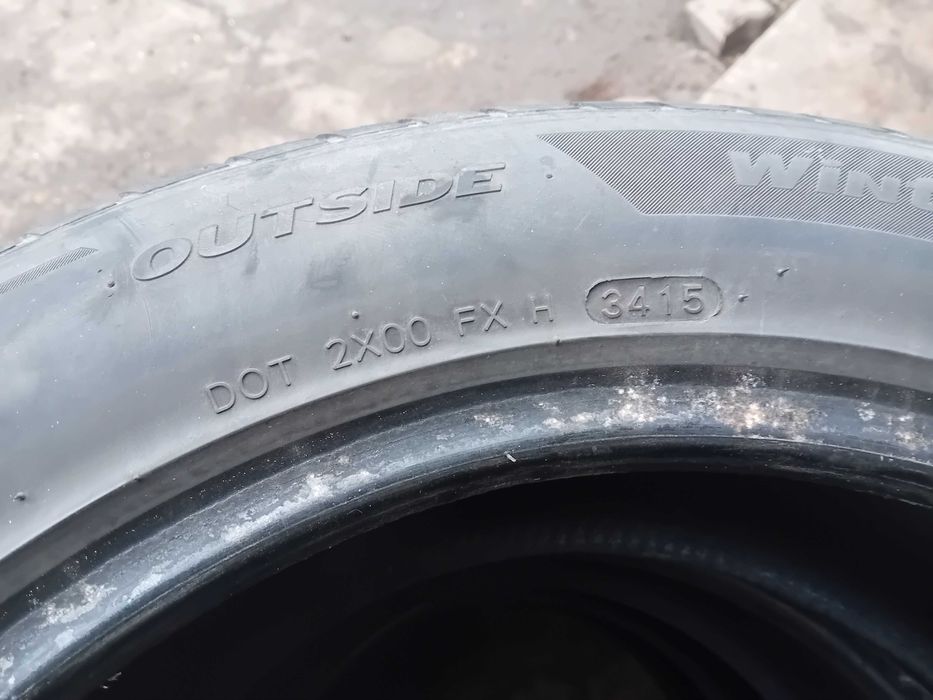 OUTSIDE
DOT 2X00 FX H 3415